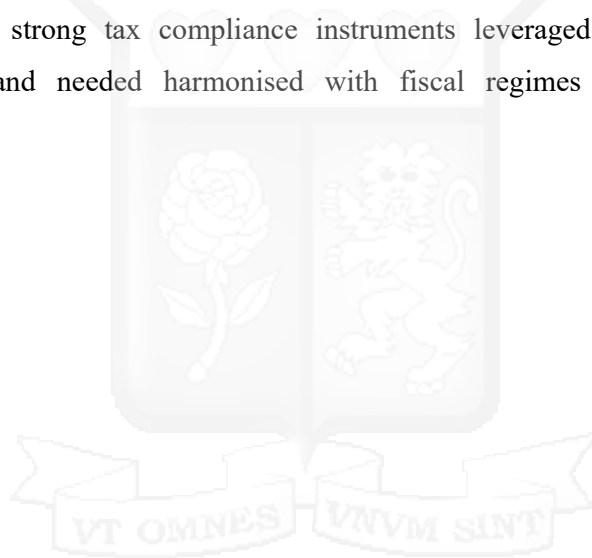 strong tax compliance instruments leveraged
and needed harmonised with fiscal regimes
VT OMNES VNVM SINT